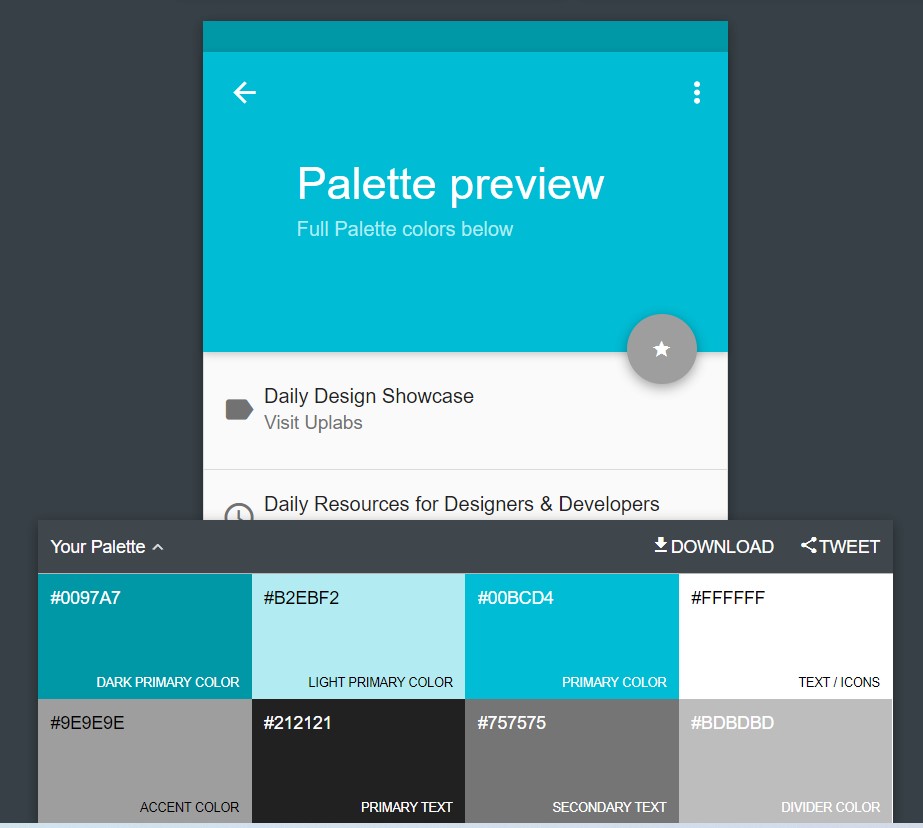 Palette preview
Full Palette colors below
Daily Design Showcase
Visit Uplabs
Daily Resources for Designers & Developers
Your Palette
DOWNLOAD
TWEET
#0097A7
DARK PRIMARY COLOR
#B2EBF2
LIGHT PRIMARY COLOR
#00BCD4
PRIMARY COLOR
#FFFFFF
TEXT / ICONS
#9E9E9E
ACCENT COLOR
#212121
PRIMARY TEXT
#757575
SECONDARY TEXT
#BDBDBD
DIVIDER COLOR